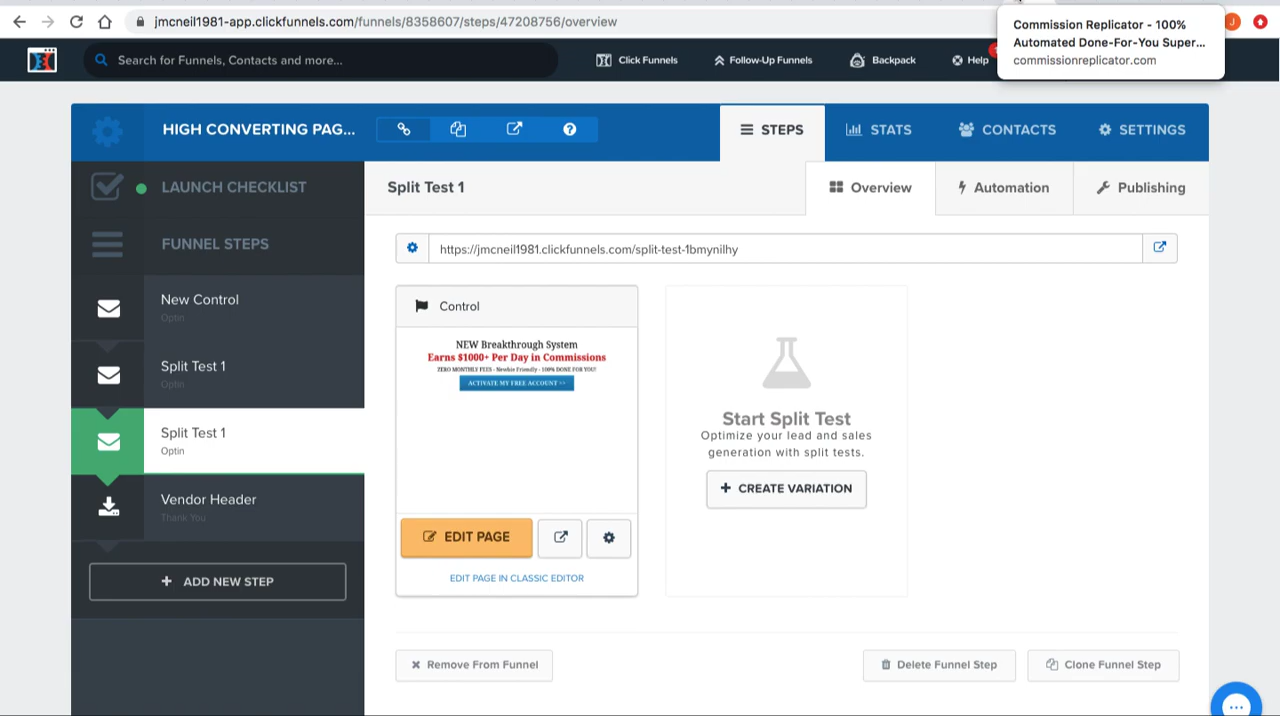 jmcneil1981-app.clickfunnels.com/funnels/8358607/steps/47208756/overview
Commission Replicator - 100%
Automated Done-For-You Super...
commissionreplicator.com
J
Search for Funnels, Contacts and more...
Click Funnels
Follow-Up Funnels
Backpack
Help
HIGH CONVERTING PAG...
STEPS
STATS
CONTACTS
SETTINGS
LAUNCH CHECKLIST
Split Test 1
Overview
Automation
Publishing
FUNNEL STEPS
https://jmcneil1981.clickfunnels.com/split-test-1bmynilhy
New Control
Optin
Split Test 1
Optin
Split Test 1
Optin
Vendor Header
Thank You
ADD NEW STEP
Control
NEW Breakthrough System
Earns $1000+ Per Day in Commissions
ZERO MONTHLY FEES - Newbie Friendly - 100% DONE FOR YOU!
ACTIVATE MY FREE ACCOUNT >>
EDIT PAGE
EDIT PAGE IN CLASSIC EDITOR
Start Split Test
Optimize your lead and sales
generation with split tests.
+ CREATE VARIATION
Remove From Funnel
Delete Funnel Step
Clone Funnel Step